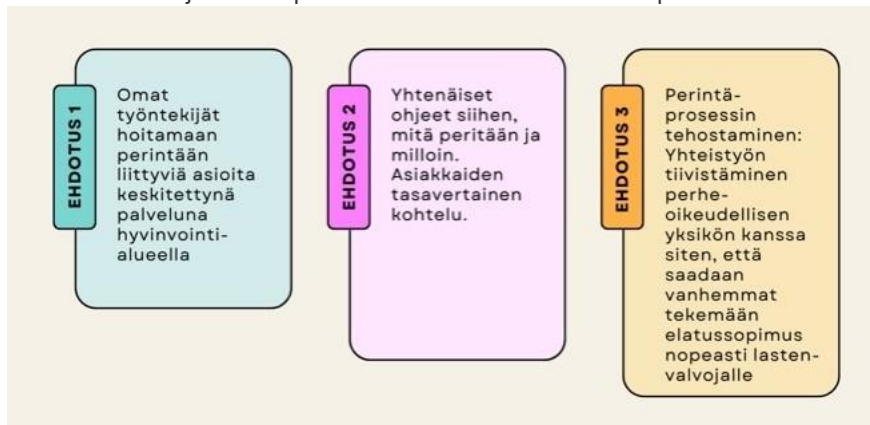 EHDOTUS 1
Omat
työntekijät
hoitamaan
perintään
liittyviä asioita
keskitettynä
palveluna
hyvinvointi-
alueella
EHDOTUS 2
Yhtenäiset
ohjeet siihen,
mitä peritään ja
milloin.
Asiakkaiden
tasavertainen
kohtelu.
EHDOTUS 3
Perintä-
prosessin
tehostaminen:
Yhteistyön
tiivistäminen
perhe-
oikeudellisen
yksikön kanssa
siten, että
saadaan
vanhemmat
tekemään
elatussopimus
nopeasti lasten-
valvojalle